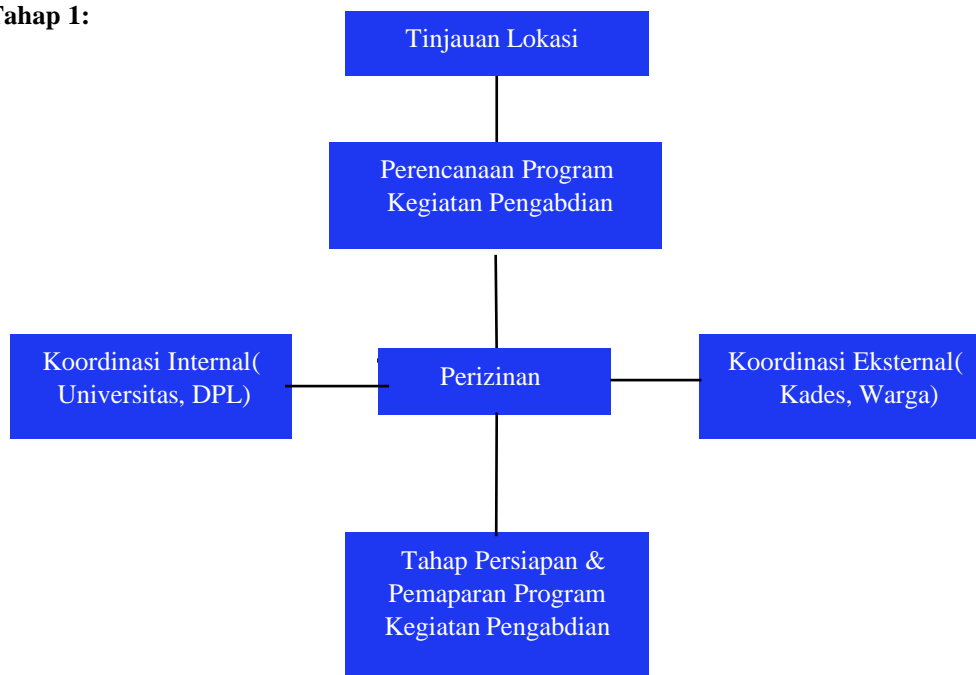 Tahap 1:
Tinjauan Lokasi
Perencanaan Program
Kegiatan Pengabdian
Koordinasi Internal(
Universitas, DPL)
Perizinan
Koordinasi Eksternal(
Kades, Warga)
Tahap Persiapan &
Pemaparan Program
Kegiatan Pengabdian